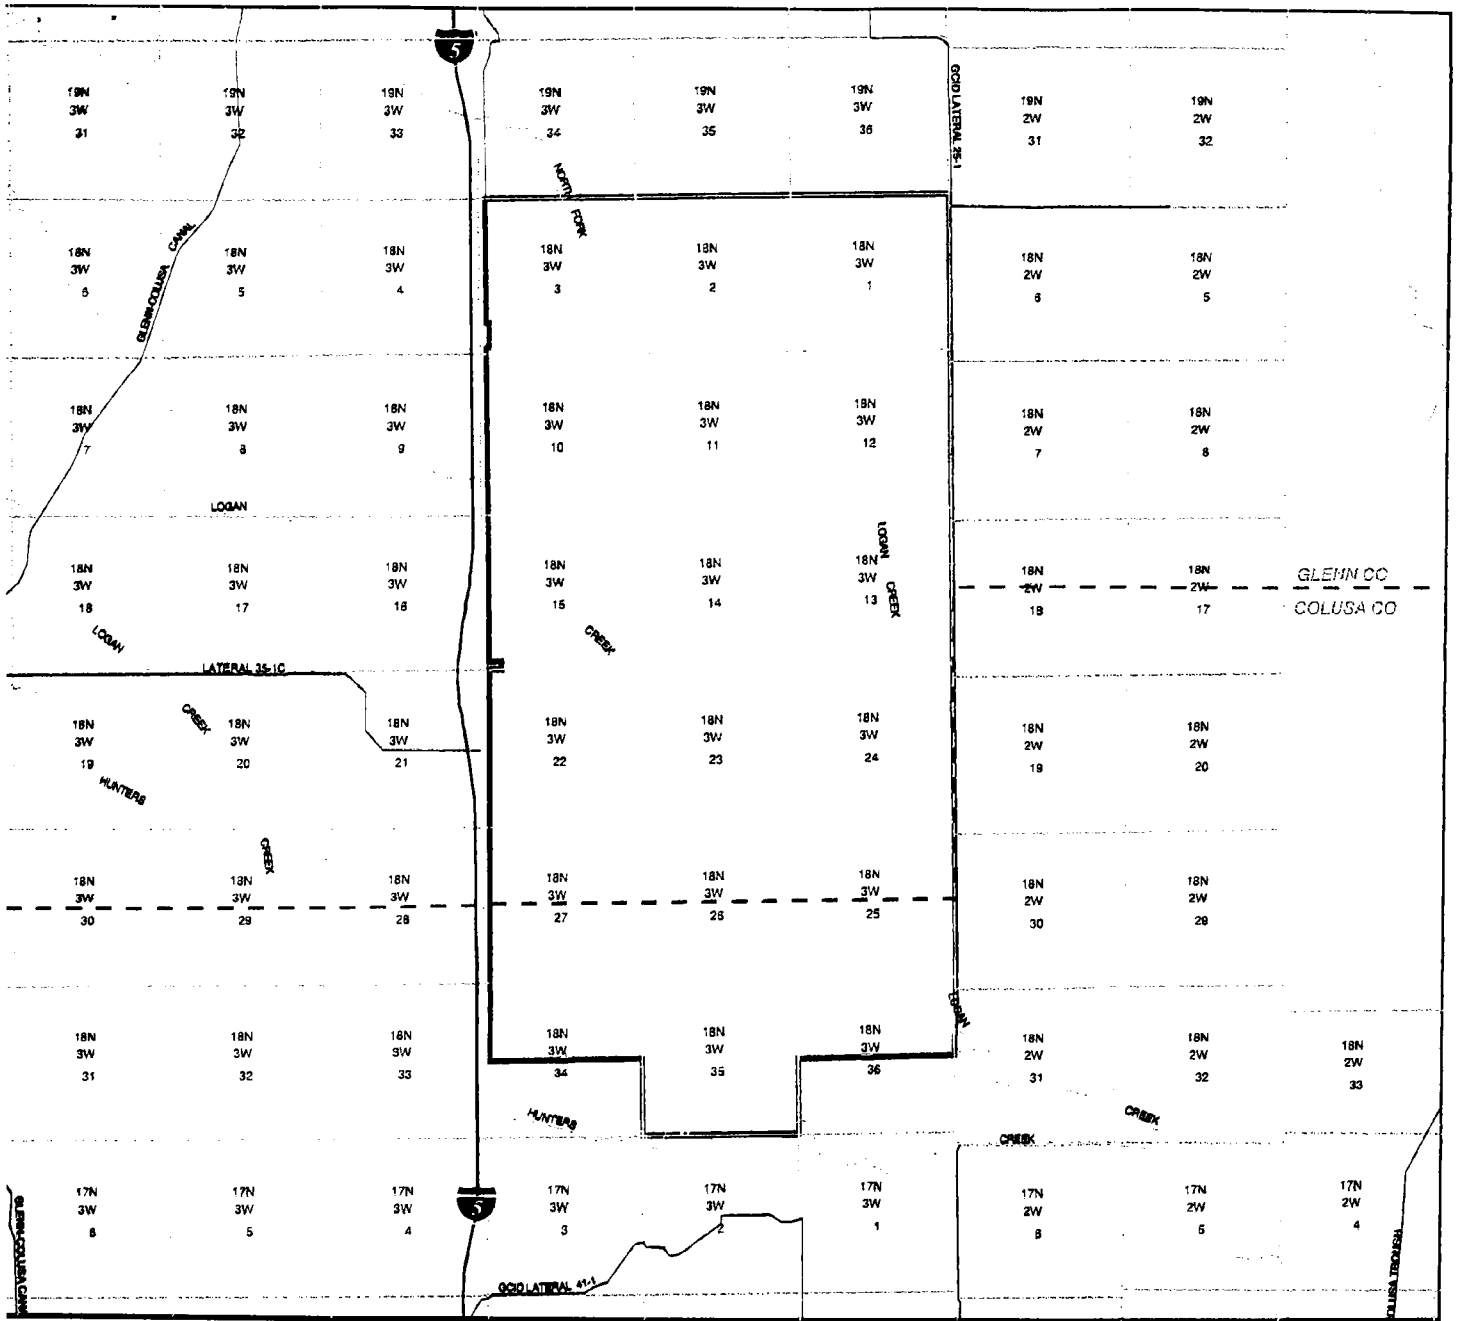 5
19N 19N 19N 19N 19N 19N 19N 19N
3W 3W 3W 3W 3W 3W 2W 2W
31 32 33 34 35 36 31 32
GCID LATERAL 25-1
NORTH FORK
GLENN-COLUSA CANAL
18N 18N 18N 18N 18N 18N 18N 18N
3W 3W 3W 3W 3W 3W 2W 2W
6 5 4 3 2 1 6 5
18N 18N 18N 18N 18N 18N 18N 18N
3W 3W 3W 3W 3W 3W 2W 2W
7 8 9 10 11 12 7 8
LOGAN
LOGAN CREEK
18N 18N 18N 18N 18N 18N 18N 18N
3W 3W 3W 3W 3W 3W 2W 2W
18 17 16 15 14 13 18 17
GLENN CO
COLUSA CO
LOGAN
CREEK
LATERAL 35-1C
CREEK
18N 18N 18N 18N 18N 18N 18N 18N
3W 3W 3W 3W 3W 3W 2W 2W
19 20 21 22 23 24 19 20
HUNTERS
CREEK
18N 18N 18N 18N 18N 18N 18N 18N
3W 3W 3W 3W 3W 3W 2W 2W
30 29 28 27 26 25 30 29
LOGAN
18N 18N 18N 18N 18N 18N 18N 18N 18N
3W 3W 3W 3W 3W 3W 2W 2W 2W
31 32 33 34 35 36 31 32 33
HUNTERS
CREEK
CREEK
17N 17N 17N 17N 17N 17N 17N 17N 17N
3W 3W 3W 3W 3W 3W 2W 2W 2W
6 5 4 3 2 1 6 5 4
5
GLENN-COLUSA CANA
GCID LATERAL 41-1
COLUSA TROUGH